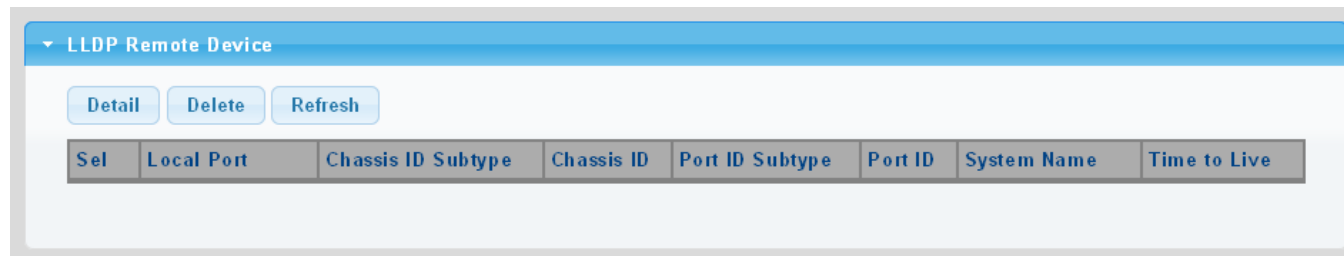 LLDP Remote Device
Detail Delete Refresh
Sel Local Port Chassis ID Subtype Chassis ID Port ID Subtype Port ID System Name Time to Live